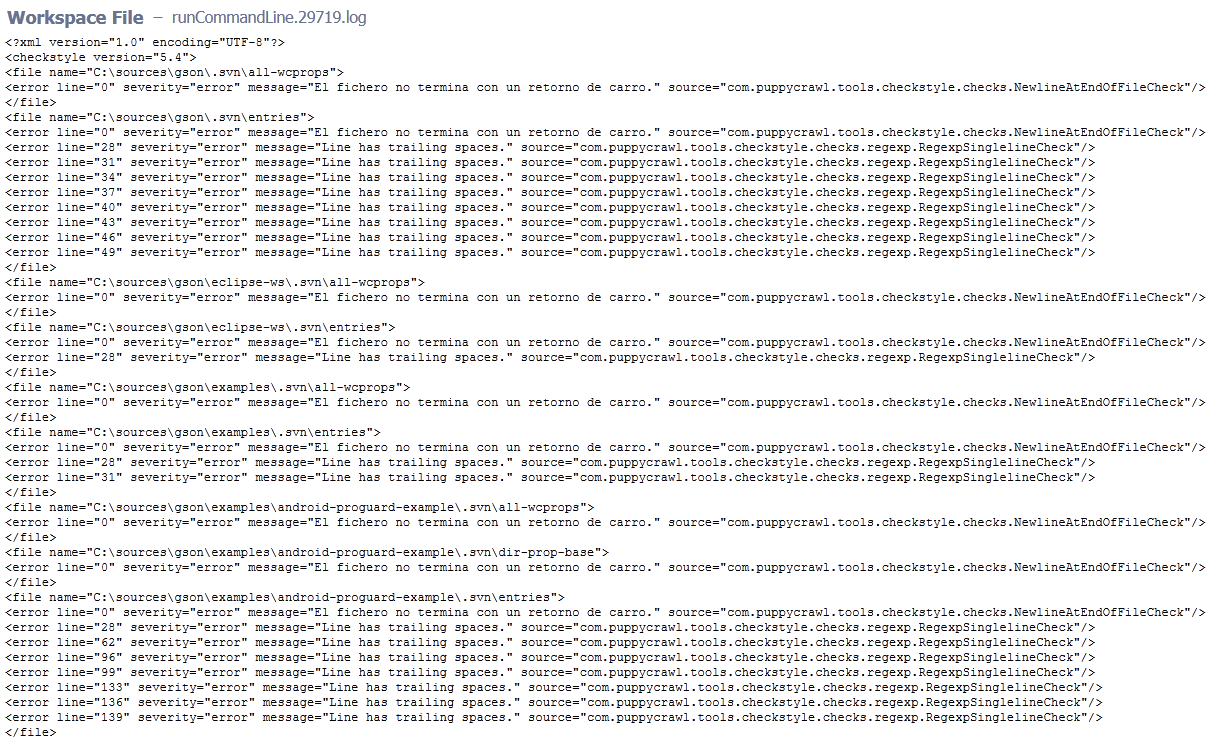 Workspace File – runCommandLine.29719.log
<?xml version="1.0" encoding="UTF-8"?>
<checkstyle version="5.4">
<file name="C:\sources\gson\.svn\all-wcprops">
<error line="0" severity="error" message="El fichero no termina con un retorno de carro." source="com.puppycrawl.tools.checkstyle.checks.NewlineAtEndOfFileCheck"/>
</file>
<file name="C:\sources\gson\.svn\entries">
<error line="0" severity="error" message="El fichero no termina con un retorno de carro." source="com.puppycrawl.tools.checkstyle.checks.NewlineAtEndOfFileCheck"/>
<error line="28" severity="error" message="Line has trailing spaces." source="com.puppycrawl.tools.checkstyle.checks.regexp.RegexpSinglelineCheck"/>
<error line="31" severity="error" message="Line has trailing spaces." source="com.puppycrawl.tools.checkstyle.checks.regexp.RegexpSinglelineCheck"/>
<error line="34" severity="error" message="Line has trailing spaces." source="com.puppycrawl.tools.checkstyle.checks.regexp.RegexpSinglelineCheck"/>
<error line="37" severity="error" message="Line has trailing spaces." source="com.puppycrawl.tools.checkstyle.checks.regexp.RegexpSinglelineCheck"/>
<error line="40" severity="error" message="Line has trailing spaces." source="com.puppycrawl.tools.checkstyle.checks.regexp.RegexpSinglelineCheck"/>
<error line="43" severity="error" message="Line has trailing spaces." source="com.puppycrawl.tools.checkstyle.checks.regexp.RegexpSinglelineCheck"/>
<error line="46" severity="error" message="Line has trailing spaces." source="com.puppycrawl.tools.checkstyle.checks.regexp.RegexpSinglelineCheck"/>
<error line="49" severity="error" message="Line has trailing spaces." source="com.puppycrawl.tools.checkstyle.checks.regexp.RegexpSinglelineCheck"/>
</file>
<file name="C:\sources\gson\eclipse-ws\.svn\all-wcprops">
<error line="0" severity="error" message="El fichero no termina con un retorno de carro." source="com.puppycrawl.tools.checkstyle.checks.NewlineAtEndOfFileCheck"/>
</file>
<file name="C:\sources\gson\eclipse-ws\.svn\entries">
<error line="0" severity="error" message="El fichero no termina con un retorno de carro." source="com.puppycrawl.tools.checkstyle.checks.NewlineAtEndOfFileCheck"/>
<error line="28" severity="error" message="Line has trailing spaces." source="com.puppycrawl.tools.checkstyle.checks.regexp.RegexpSinglelineCheck"/>
</file>
<file name="C:\sources\gson\examples\.svn\all-wcprops">
<error line="0" severity="error" message="El fichero no termina con un retorno de carro." source="com.puppycrawl.tools.checkstyle.checks.NewlineAtEndOfFileCheck"/>
</file>
<file name="C:\sources\gson\examples\.svn\entries">
<error line="0" severity="error" message="El fichero no termina con un retorno de carro." source="com.puppycrawl.tools.checkstyle.checks.NewlineAtEndOfFileCheck"/>
<error line="28" severity="error" message="Line has trailing spaces." source="com.puppycrawl.tools.checkstyle.checks.regexp.RegexpSinglelineCheck"/>
<error line="31" severity="error" message="Line has trailing spaces." source="com.puppycrawl.tools.checkstyle.checks.regexp.RegexpSinglelineCheck"/>
</file>
<file name="C:\sources\gson\examples\android-proguard-example\.svn\all-wcprops">
<error line="0" severity="error" message="El fichero no termina con un retorno de carro." source="com.puppycrawl.tools.checkstyle.checks.NewlineAtEndOfFileCheck"/>
</file>
<file name="C:\sources\gson\examples\android-proguard-example\.svn\dir-prop-base">
<error line="0" severity="error" message="El fichero no termina con un retorno de carro." source="com.puppycrawl.tools.checkstyle.checks.NewlineAtEndOfFileCheck"/>
</file>
<file name="C:\sources\gson\examples\android-proguard-example\.svn\entries">
<error line="0" severity="error" message="El fichero no termina con un retorno de carro." source="com.puppycrawl.tools.checkstyle.checks.NewlineAtEndOfFileCheck"/>
<error line="28" severity="error" message="Line has trailing spaces." source="com.puppycrawl.tools.checkstyle.checks.regexp.RegexpSinglelineCheck"/>
<error line="62" severity="error" message="Line has trailing spaces." source="com.puppycrawl.tools.checkstyle.checks.regexp.RegexpSinglelineCheck"/>
<error line="96" severity="error" message="Line has trailing spaces." source="com.puppycrawl.tools.checkstyle.checks.regexp.RegexpSinglelineCheck"/>
<error line="99" severity="error" message="Line has trailing spaces." source="com.puppycrawl.tools.checkstyle.checks.regexp.RegexpSinglelineCheck"/>
<error line="133" severity="error" message="Line has trailing spaces." source="com.puppycrawl.tools.checkstyle.checks.regexp.RegexpSinglelineCheck"/>
<error line="136" severity="error" message="Line has trailing spaces." source="com.puppycrawl.tools.checkstyle.checks.regexp.RegexpSinglelineCheck"/>
<error line="139" severity="error" message="Line has trailing spaces." source="com.puppycrawl.tools.checkstyle.checks.regexp.RegexpSinglelineCheck"/>
</file>